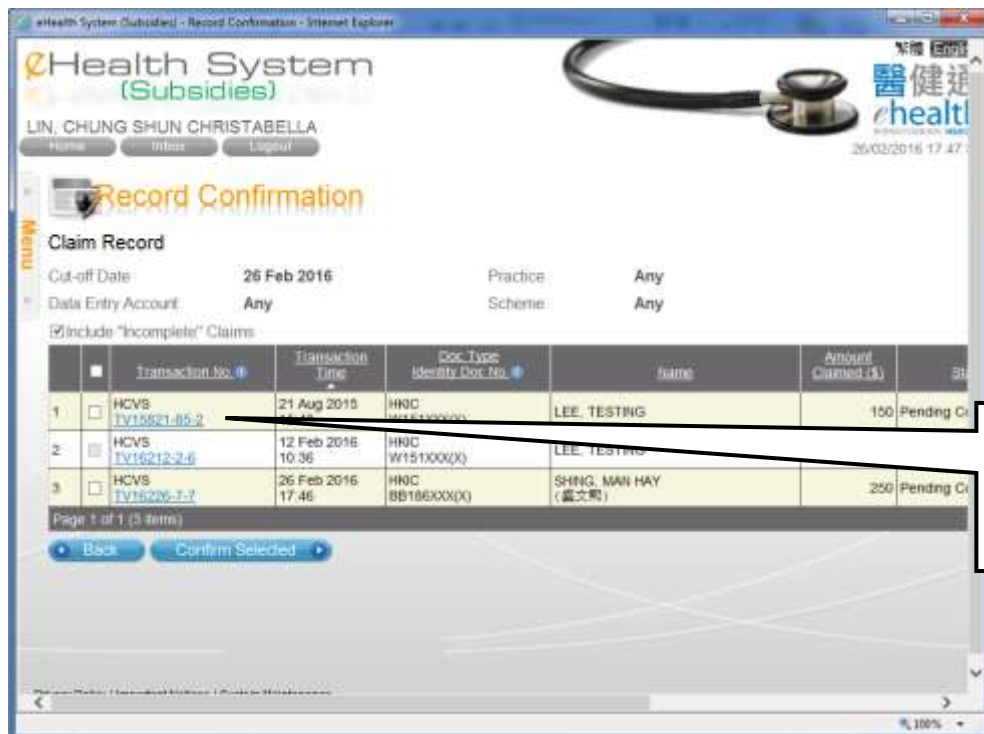 eHealth System (Subsidies) - Record Confirmation - Internet Explorer
eHealth System
(Subsidies)
繁體 Engli
醫健通
ehealth
LIN, CHUNG SHUN CHRISTABELLA
Home Inbox Logout
26/02/2016 17:47
Menu
Record Confirmation
Claim Record
Cut-off Date 26 Feb 2016 Practice Any
Data Entry Account Any Scheme Any
Include "Incomplete" Claims
Transaction No. Transaction Time Doc Type Identity Doc No. Name Amount Claimed ($) St
1 HCVS TV15821-85-2 21 Aug 2015 HKIC LEE, TESTING 150 Pending Co
2 HCVS TV16212-2-6 12 Feb 2016 10:36 HKIC W151XXX(X) LEE, TESTING
3 HCVS TV16226-7-7 26 Feb 2016 17:46 HKIC BB186XXX(X) SHING, MAN HAY (盛文熙) 250 Pending Co
Page 1 of 1 (3 items)
Back Confirm Selected
100%